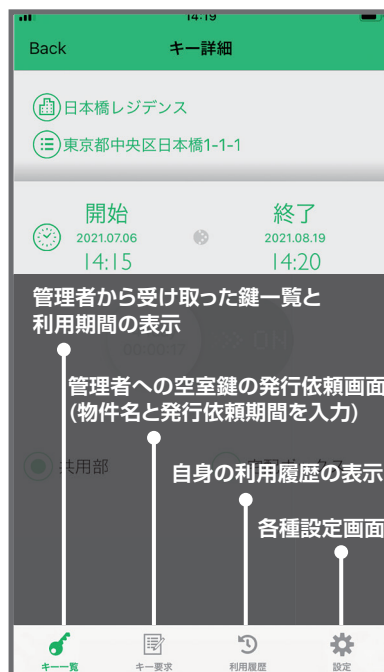 14:19
Back
キー詳細
日本橋レジデンス
東京都中央区日本橋1-1-1
開始
終了
2021.07.06
2021.08.19
14:15
14:20
管理者から受け取った鍵一覧と
利用期間の表示
00:00:17
>> ON
管理者への空室鍵の発行依頼画面
(物件名と発行依頼期間を入力)
共用部
自身の利用履歴の表示
各種設定画面
キー一覧
キー要求
利用履歴
設定